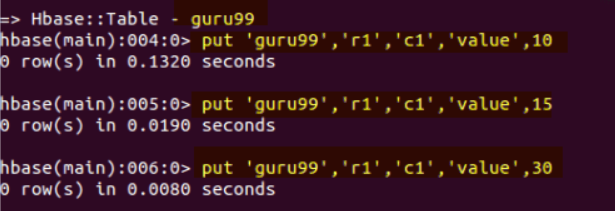 => Hbase::Table - guru99
hbase(main):004:0> put 'guru99','r1','c1','value',10
0 row(s) in 0.1320 seconds
hbase(main):005:0> put 'guru99','r1','c1','value',15
0 row(s) in 0.0190 seconds
hbase(main):006:0> put 'guru99','r1','c1','value',30
0 row(s) in 0.0080 seconds